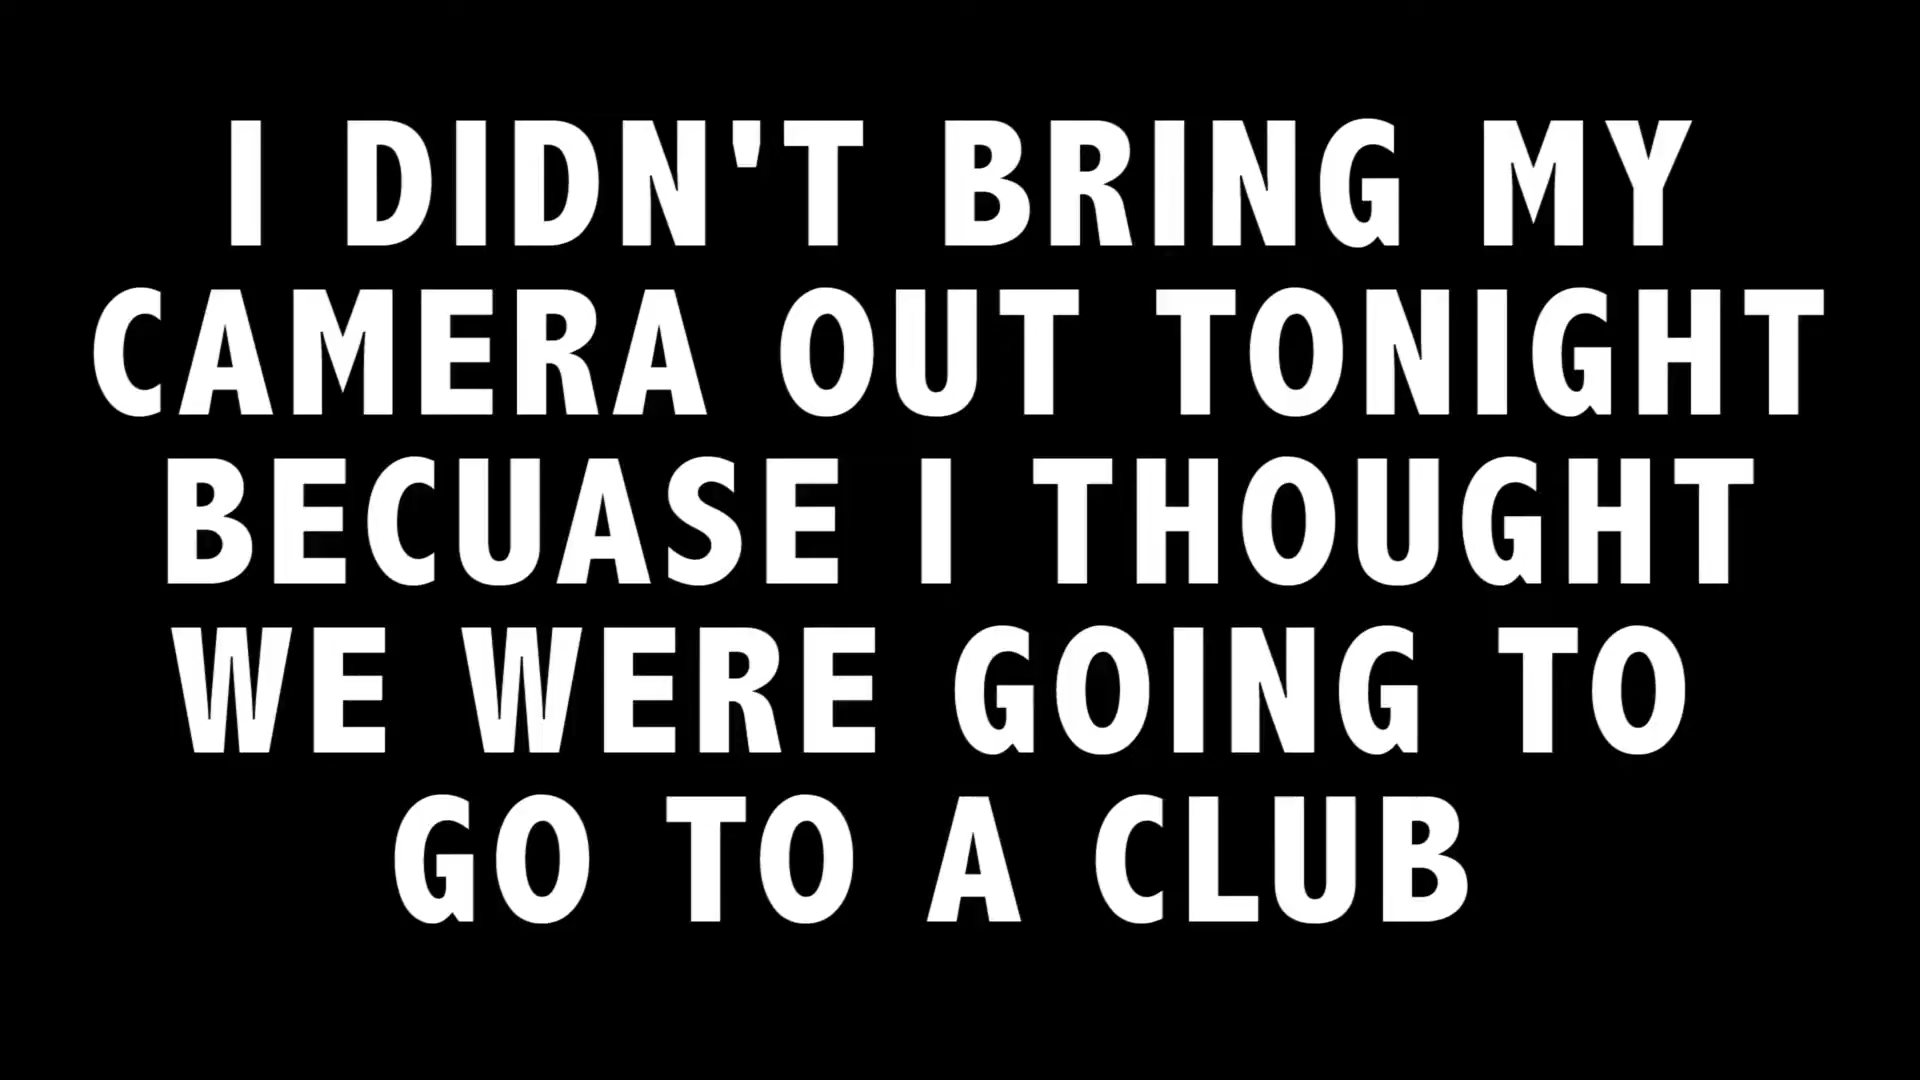 I DIDN'T BRING MY
CAMERA OUT TONIGHT
BECUASE I THOUGHT
WE WERE GOING TO
GO TO A CLUB